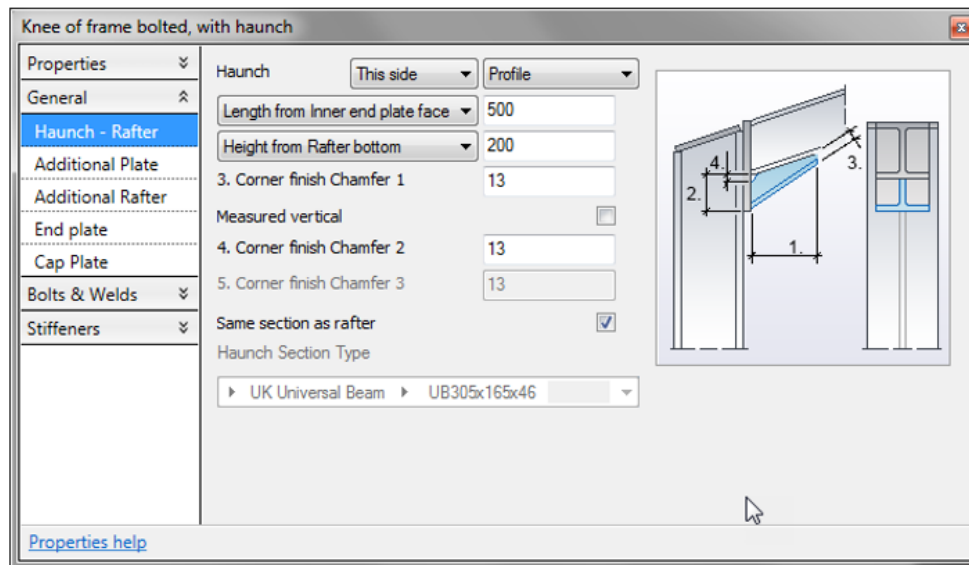 Knee of frame bolted, with haunch
Properties
General
Haunch - Rafter
Additional Plate
Additional Rafter
End plate
Cap Plate
Bolts & Welds
Stiffeners
Properties help
Haunch This side Profile
Length from Inner end plate face 500
Height from Rafter bottom 200
3. Corner finish Chamfer 1 13
Measured vertical
4. Corner finish Chamfer 2 13
5. Corner finish Chamfer 3 13
Same section as rafter
Haunch Section Type
UK Universal Beam UB305x165x46
4. 3.
2.
1.